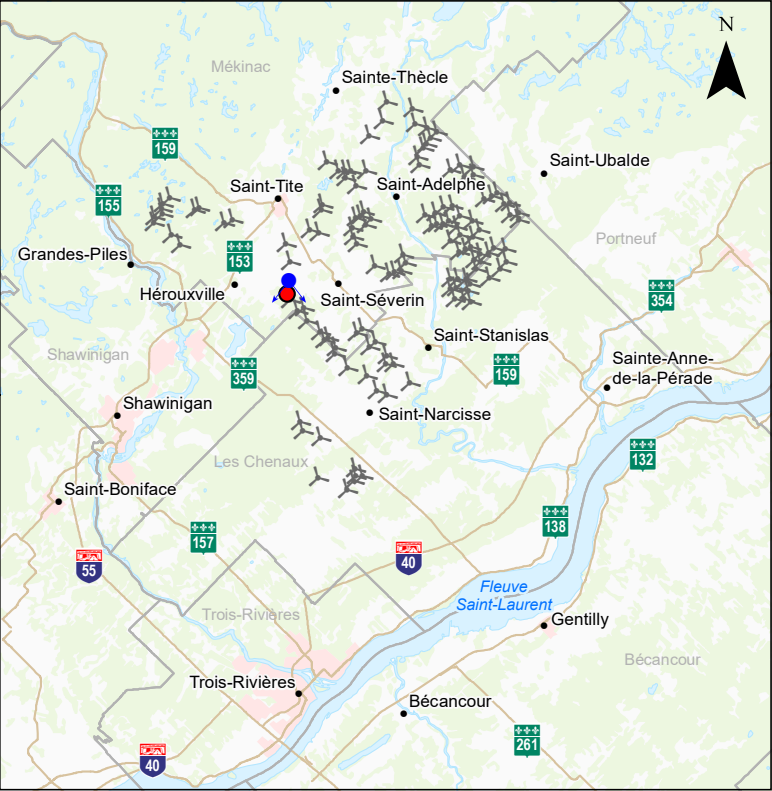 N
Mékinac
Sainte-Thècle
159
Saint-Ubalde
Saint-Tite
Saint-Adelphe
155
Portneuf
Grandes-Piles
153
Hérouxville
Saint-Séverin
354
Saint-Stanislas
Shawinigan
359
159
Sainte-Anne-
de-la-Pérade
Shawinigan
Saint-Narcisse
132
Les Chenaux
Saint-Boniface
138
157
55
40
Fleuve
Saint-Laurent
Trois-Rivières
Gentilly
Bécancour
Trois-Rivières
Bécancour
261
40